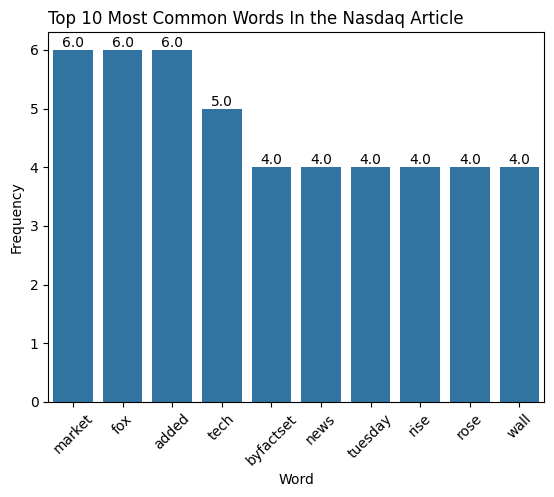 Top 10 Most Common Words In the Nasdaq Article
6.0 6.0 6.0 5.0 4.0 4.0 4.0 4.0 4.0 4.0
6
5
4
3
2
1
0
Frequency
market fox added tech byfactset news tuesday rise rose wall
Word